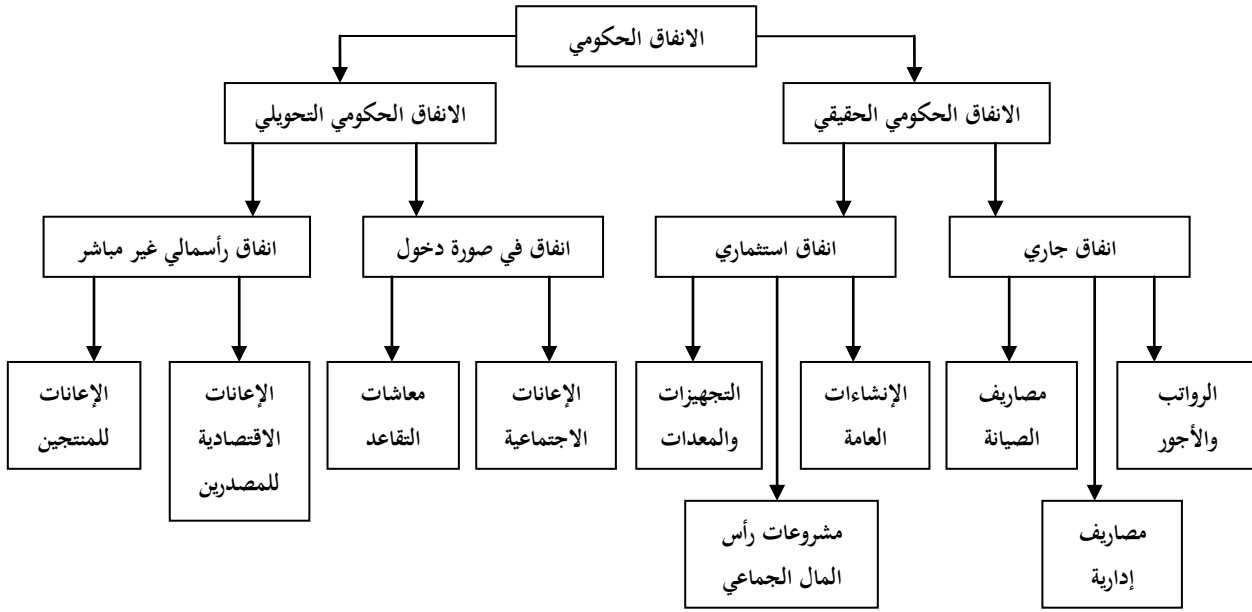 الانفاق الحكومي
الانفاق الحكومي الحقيقي
الانفاق الحكومي التحويلي
انفاق جاري
انفاق استثماري
انفاق في صورة دخول
انفاق رأسمالي غير مباشر
الرواتب
والأجور
مصاريف
الصيانة
الإنشاءات
العامة
التجهيزات
والمعدات
الإعانات
الاجتماعية
معاشات
التقاعد
الإعانات
الاقتصادية
للمصدرين
الإعانات
للمنتجين
مصاريف
إدارية
مشروعات رأس
المال الجماعي